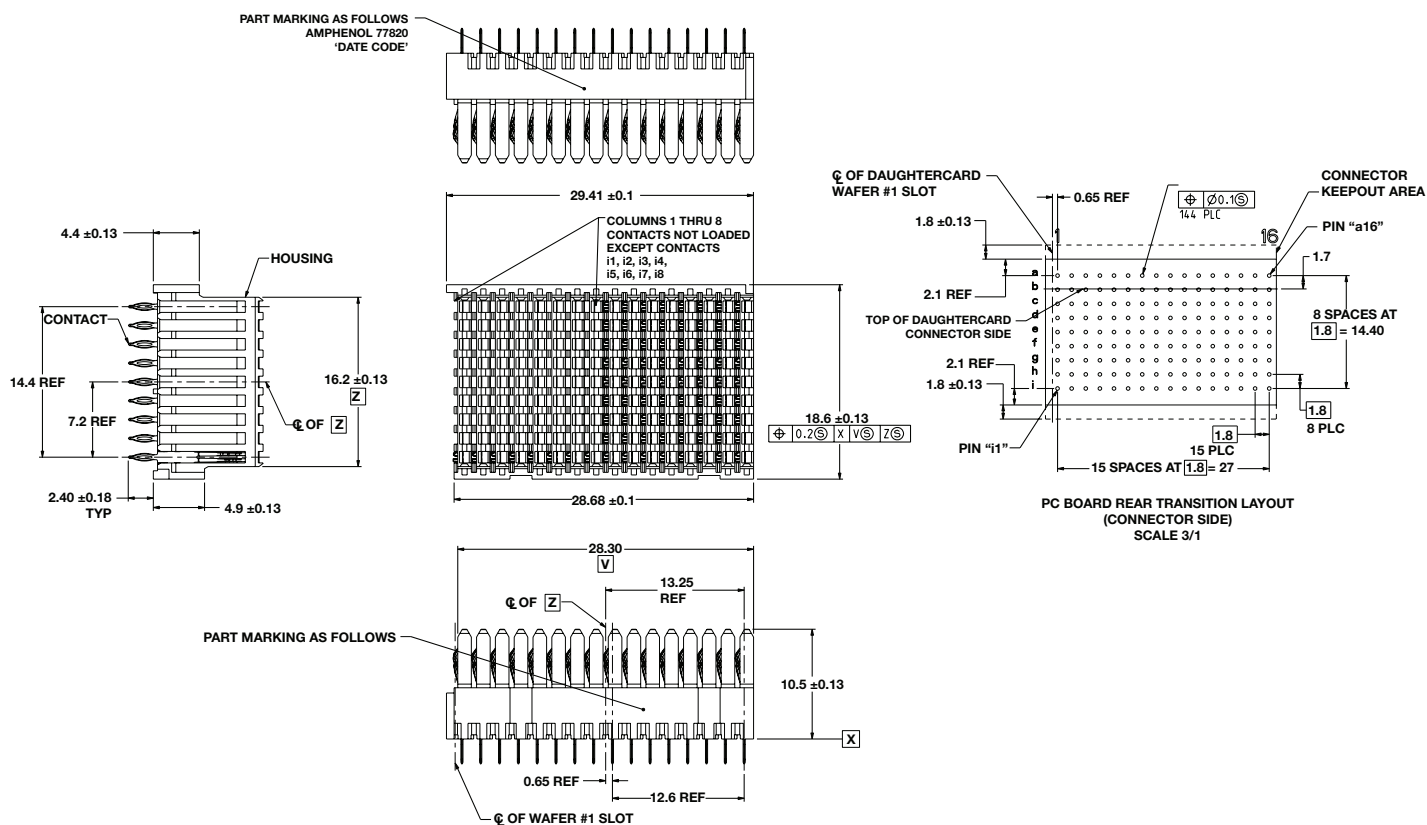 PART MARKING AS FOLLOWS
AMPHENOL 77820
‘DATE CODE’
29.41 ±0.1
COLUMNS 1 THRU 8
CONTACTS NOT LOADED
EXCEPT CONTACTS
i1, i2, i3, i4,
i5, i6, i7, i8
4.4 ±0.13
HOUSING
CONTACT
14.4 REF
7.2 REF
16.2 ±0.13
Z
℄ OF Z
2.40 ±0.18
TYP
4.9 ±0.13
18.6 ±0.13
⌖ 0.2Ⓢ X VⓈ ZⓈ
28.68 ±0.1
℄ OF DAUGHTERCARD
WAFER #1 SLOT
0.65 REF
⌖ Ø0.1Ⓢ
144 PLC
CONNECTOR
KEEPOUT AREA
1.8 ±0.13
1
16
PIN “a16”
1.7
2.1 REF
a
b
c
d
e
f
g
h
i
TOP OF DAUGHTERCARD
CONNECTOR SIDE
8 SPACES AT
1.8 = 14.40
2.1 REF
1.8 ±0.13
1.8
8 PLC
PIN “i1”
1.8
15 PLC
15 SPACES AT 1.8 = 27
PC BOARD REAR TRANSITION LAYOUT
(CONNECTOR SIDE)
SCALE 3/1
28.30
V
13.25
REF
℄ OF Z
PART MARKING AS FOLLOWS
10.5 ±0.13
X
0.65 REF
12.6 REF
℄ OF WAFER #1 SLOT